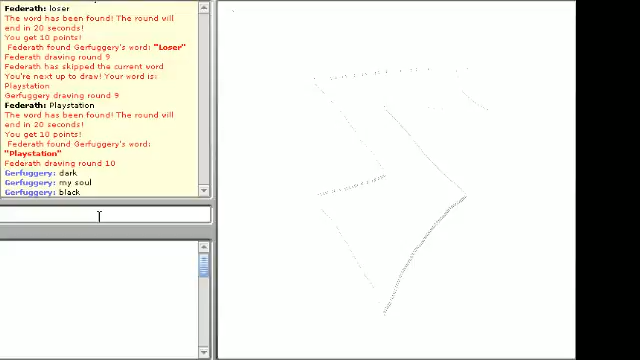 Federath: loser
The word has been found! The round will
end in 20 seconds!
You get 10 points!
Federath found Gerfuggery's word: "Loser"
Federath draving round 9
Federath has skipped the current word
You're next up to draw! Your word is:
Playstation
Gerfuggery draving round 9
Federath: Playstation
The word has been found! The round will
end in 20 seconds!
You get 10 points!
Federath found Gerfuggery's word:
"Playstation"
Federath draving round 10
Gerfuggery: dark
Gerfuggery: my soul
Gerfuggery: black